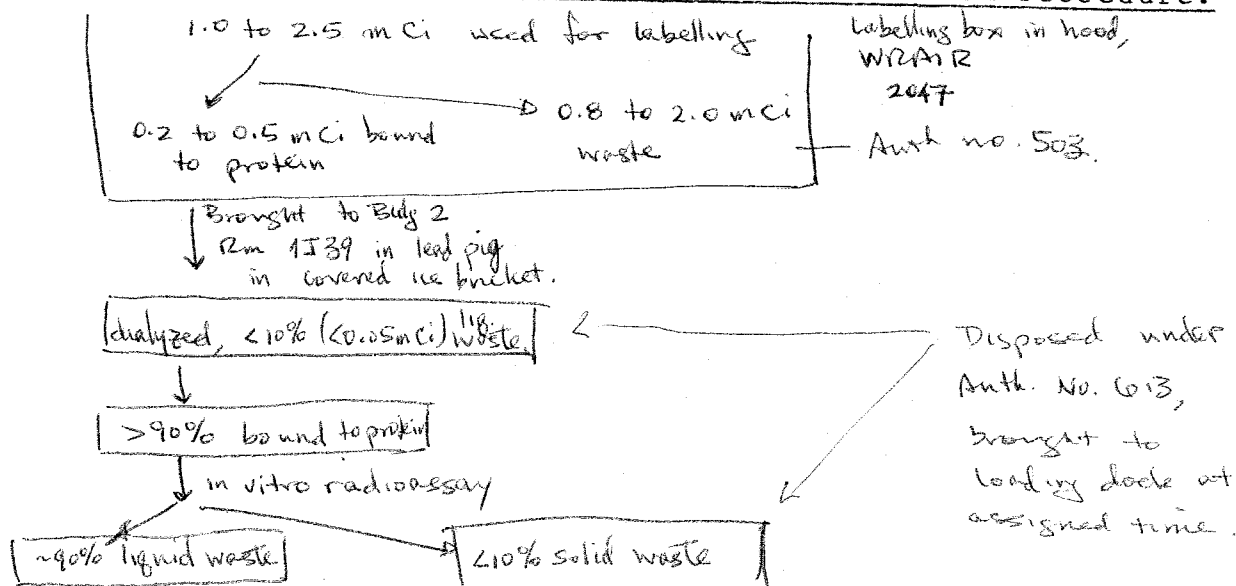 1.0 to 2.5 mCi used for labelling
0.2 to 0.5 mCi bound
to protein
0.8 to 2.0 mCi
waste
Labelling box in hood,
WRAIR
2047
Auth no. 503.
Brought to Bldg 2
Rm 1J39 in lead pig
in covered ice bucket.
dialyzed, <10% (<0.05mCi) liq. waste.
>90% bound to protein
in vitro radioassay
~90% liquid waste
<10% solid waste
Disposed under
Auth. No. 613,
brought to
loading dock at
assigned time.